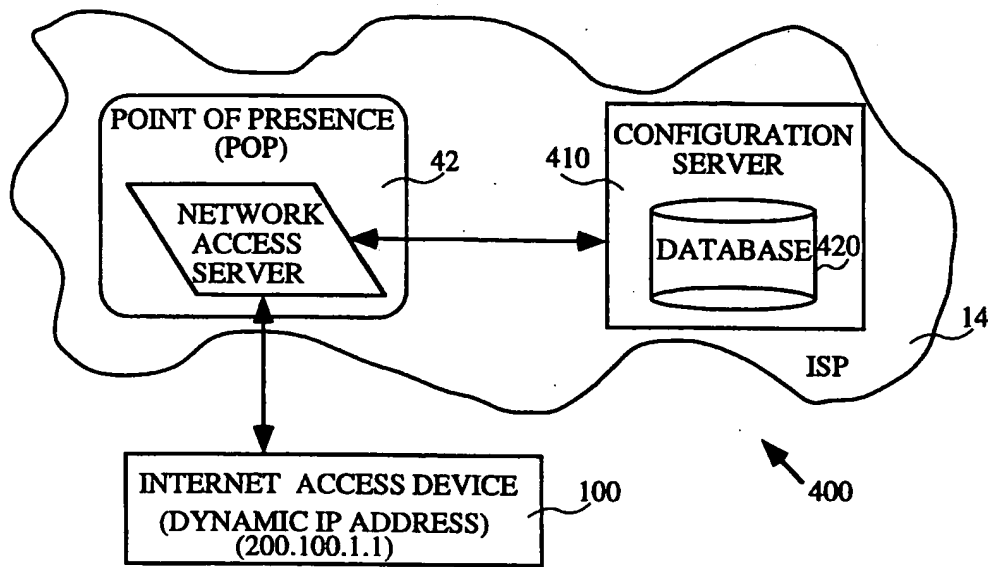 POINT OF PRESENCE
(POP)
42
NETWORK
ACCESS
SERVER
410
CONFIGURATION
SERVER
DATABASE
420
14
ISP
INTERNET ACCESS DEVICE
(DYNAMIC IP ADDRESS)
(200.100.1.1)
100
400